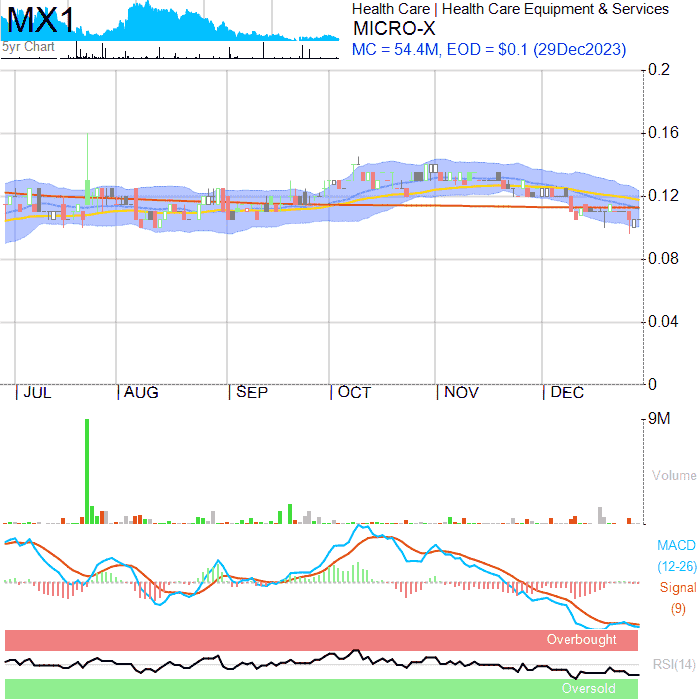 MX1
5yr Chart
Health Care | Health Care Equipment & Services
MICRO-X
MC = 54.4M, EOD = $0.1 (29Dec2023)
0.2
0.16
0.12
0.08
0.04
0
JUL AUG SEP OCT NOV DEC
9M
Volume
MACD
(12-26)
Signal
(9)
Overbought
RSI(14)
Oversold